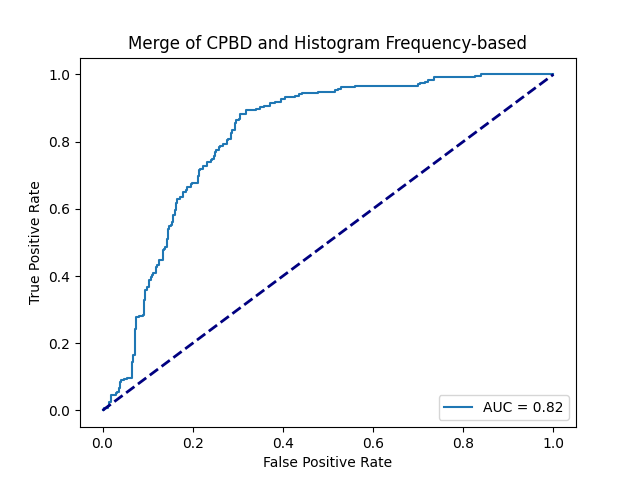 Merge of CPBD and Histogram Frequency-based
1.0
0.8
0.6
0.4
0.2
0.0
True Positive Rate
AUC = 0.82
0.0 0.2 0.4 0.6 0.8 1.0
False Positive Rate